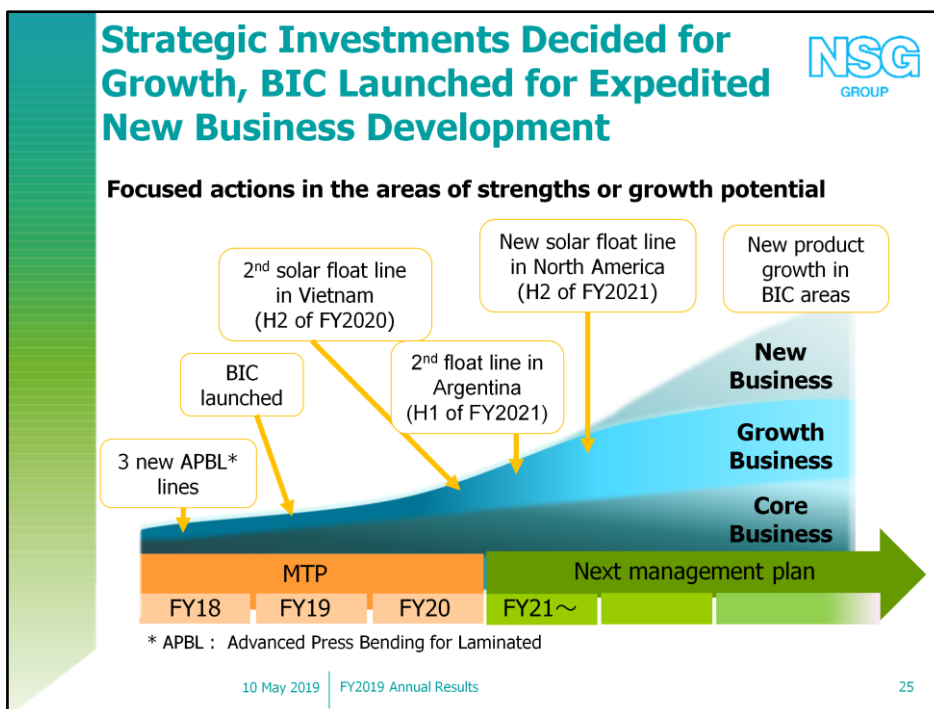 Strategic Investments Decided for
Growth, BIC Launched for Expedited
New Business Development
NSG
GROUP
Focused actions in the areas of strengths or growth potential
2nd solar float line
in Vietnam
(H2 of FY2020)
New solar float line
in North America
(H2 of FY2021)
New product
growth in
BIC areas
BIC
launched
2nd float line in
Argentina
(H1 of FY2021)
3 new APBL*
lines
New
Business
Growth
Business
Core
Business
MTP
Next management plan
FY18
FY19
FY20
FY21~
* APBL : Advanced Press Bending for Laminated
10 May 2019
FY2019 Annual Results
25